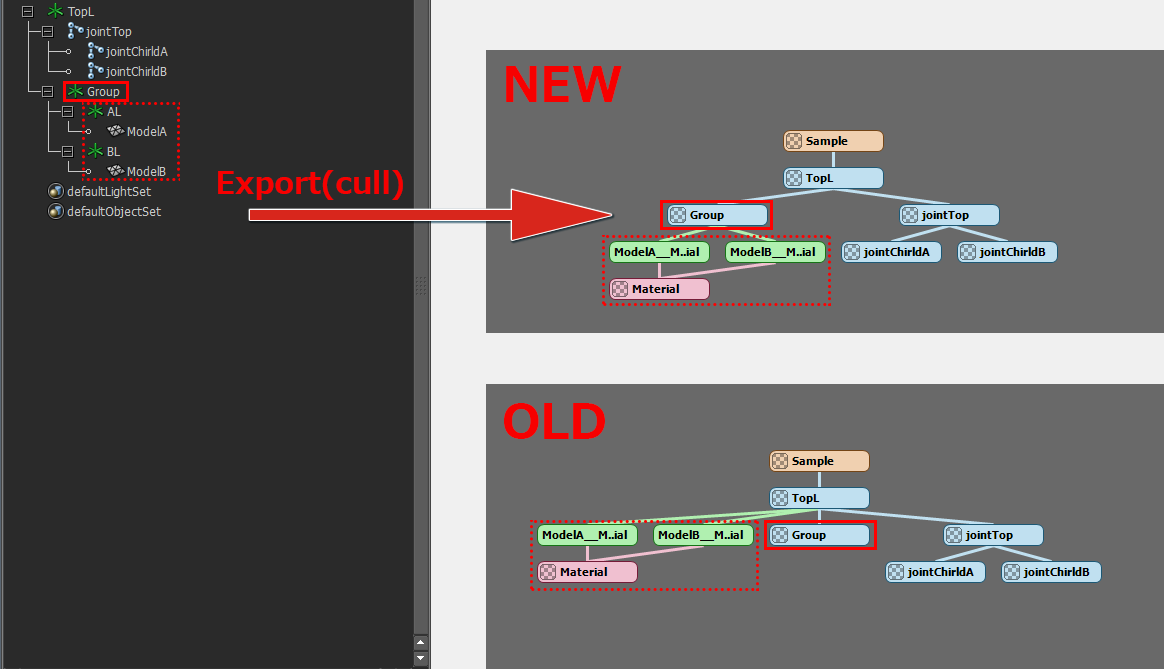 TopL
jointTop
jointChirldA
jointChirldB
Group
AL
ModelA
BL
ModelB
defaultLightSet
defaultObjectSet
Export(cull)
NEW
Sample
TopL
Group
jointTop
ModelA__M..ial
ModelB__M..ial
jointChirldA
jointChirldB
Material
OLD
Sample
TopL
ModelA__M..ial
ModelB__M..ial
Group
jointTop
Material
jointChirldA
jointChirldB